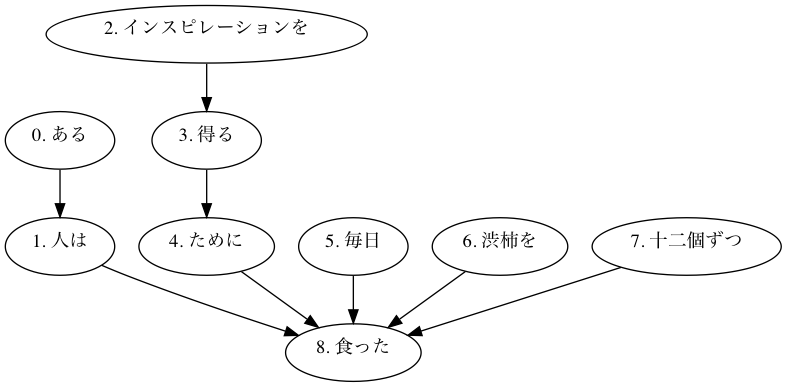 2. インスピレーションを
0. ある
3. 得る
1. 人は
4. ために
5. 毎日
6. 渋柿を
7. 十二個ずつ
8. 食った